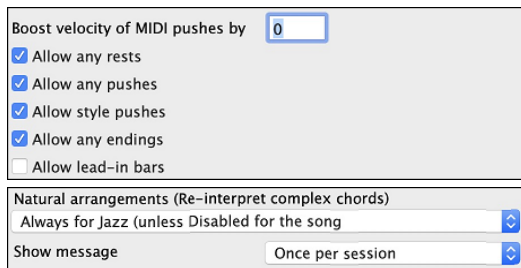 Boost velocity of MIDI pushes by 0
Allow any rests
Allow any pushes
Allow style pushes
Allow any endings
Allow lead-in bars
Natural arrangements (Re-interpret complex chords)
Always for Jazz (unless Disabled for the song
Show message Once per session